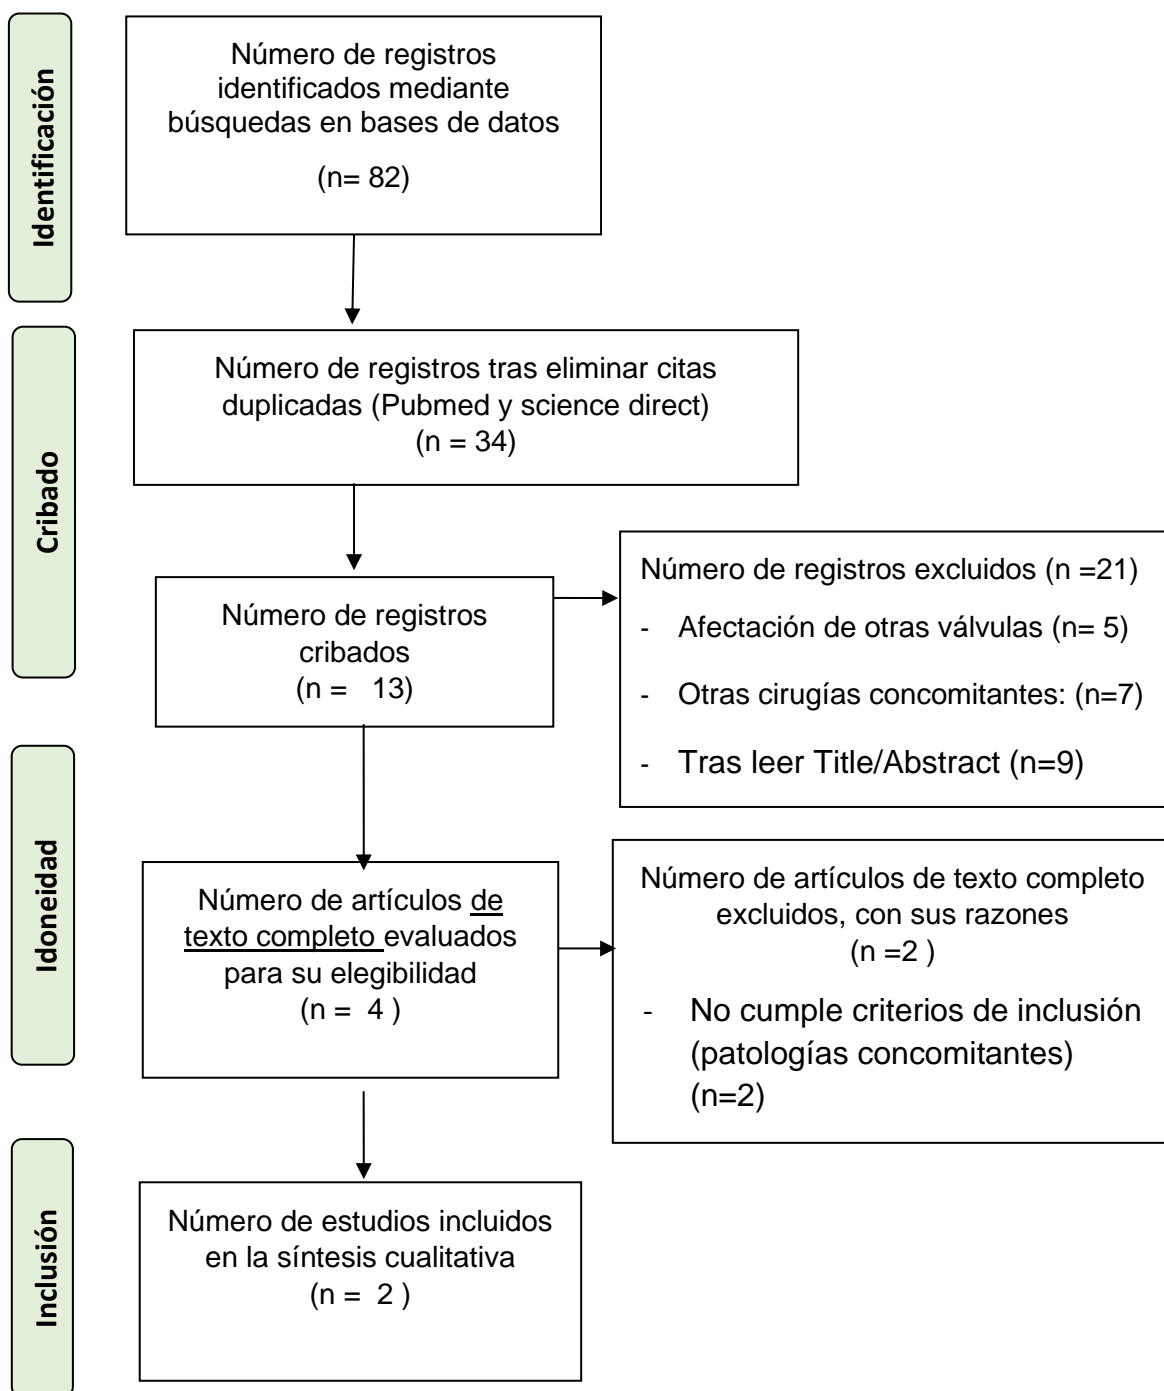 Identificación
Número de registros
identificados mediante
búsquedas en bases de datos
(n= 82)
Cribado
Número de registros tras eliminar citas
duplicadas (Pubmed y science direct)
(n = 34)
Número de registros
cribados
(n = 13)
Número de registros excluidos (n =21)
- Afectación de otras válvulas (n= 5)
- Otras cirugías concomitantes: (n=7)
- Tras leer Title/Abstract (n=9)
Idoneidad
Número de artículos de
texto completo evaluados
para su elegibilidad
(n = 4 )
Número de artículos de texto completo
excluidos, con sus razones
(n =2 )
- No cumple criterios de inclusión
(patologías concomitantes)
(n=2)
Inclusión
Número de estudios incluidos
en la síntesis cualitativa
(n = 2 )